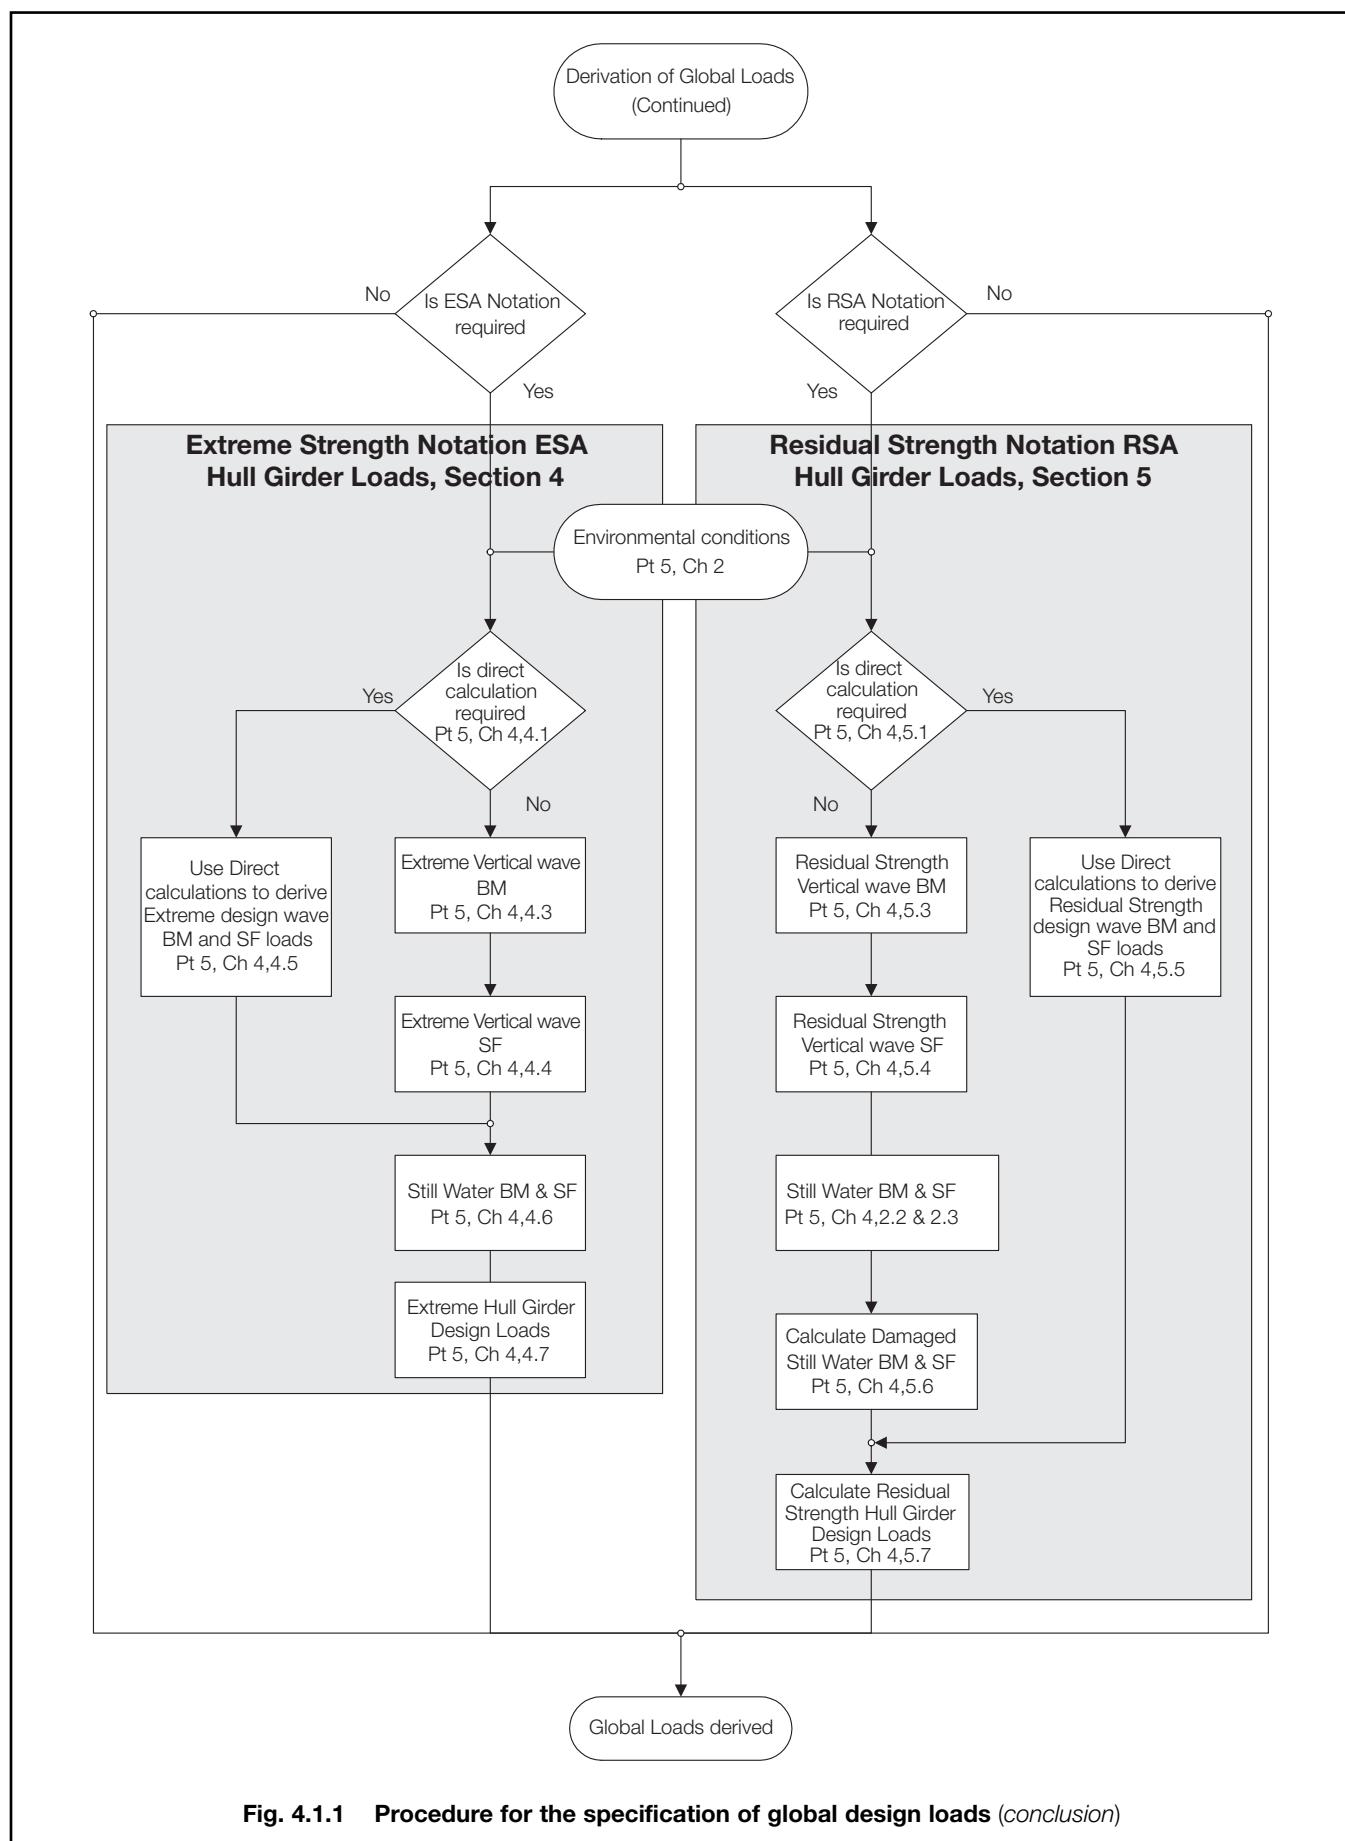 Derivation of Global Loads
(Continued)
No
Is ESA Notation
required
Yes
Is RSA Notation
required
No
Yes
Extreme Strength Notation ESA
Hull Girder Loads, Section 4
Residual Strength Notation RSA
Hull Girder Loads, Section 5
Environmental conditions
Pt 5, Ch 2
Yes
Is direct
calculation
required
Pt 5, Ch 4,4.1
No
Is direct
calculation
required
Pt 5, Ch 4,5.1
Yes
No
Use Direct
calculations to derive
Extreme design wave
BM and SF loads
Pt 5, Ch 4,4.5
Extreme Vertical wave
BM
Pt 5, Ch 4,4.3
Residual Strength
Vertical wave BM
Pt 5, Ch 4,5.3
Use Direct
calculations to derive
Residual Strength
design wave BM and
SF loads
Pt 5, Ch 4,5.5
Extreme Vertical wave
SF
Pt 5, Ch 4,4.4
Residual Strength
Vertical wave SF
Pt 5, Ch 4,5.4
Still Water BM & SF
Pt 5, Ch 4,4.6
Still Water BM & SF
Pt 5, Ch 4,2.2 & 2.3
Extreme Hull Girder
Design Loads
Pt 5, Ch 4,4.7
Calculate Damaged
Still Water BM & SF
Pt 5, Ch 4,5.6
Calculate Residual
Strength Hull Girder
Design Loads
Pt 5, Ch 4,5.7
Global Loads derived
Fig. 4.1.1 Procedure for the specification of global design loads (conclusion)